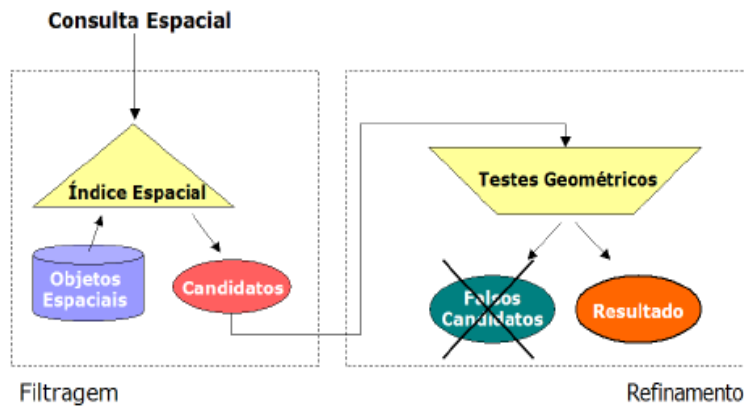 Consulta Espacial
Índice Espacial
Objetos
Espaciais
Candidatos
Filtragem
Testes Geométricos
Falsos
Candidatos
Resultado
Refinamento